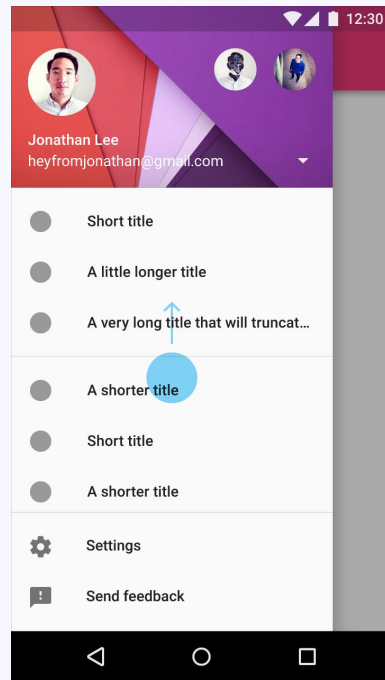 12:30
Jonathan Lee
heyfromjonathan@gmail.com
Short title
A little longer title
A very long title that will truncat...
A shorter title
Short title
A shorter title
Settings
Send feedback